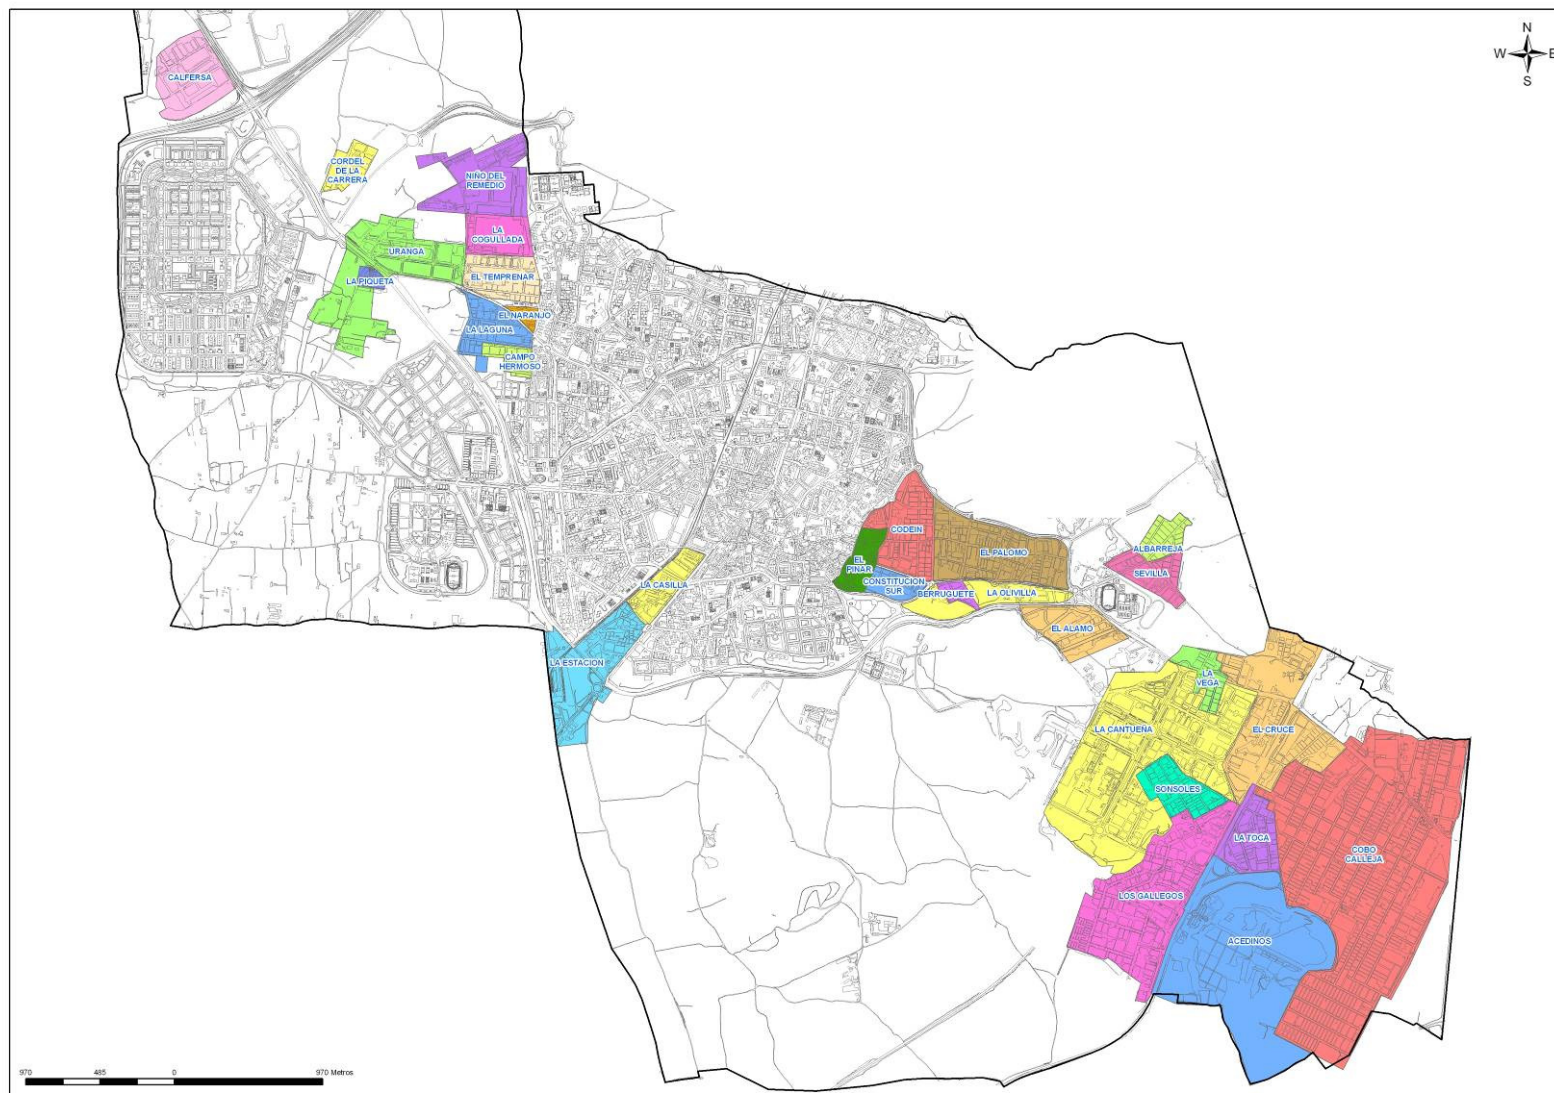 N
W E
S
CALFERSA
CORDEL
DE LA
CARRERA
NIÑO DEL
REMEDIO
LA
COGULLADA
URANGA
EL TEMPRENAR
LA PIQUETA
EL NARANJO
LA LAGUNA
CAMPO
HERMOSO
CODEIN
EL PALOMO
ALBARREJA
SEVILLA
EL
PINAR
CONSTITUCION
SUR
BERRUGUETE
LA OLIVILLA
LA CASILLA
EL ALAMO
LA ESTACION
LA
VEGA
LA CANTUEÑA
EL CRUCE
SONSOLES
LA TOCA
COBO
CALLEJA
LOS GALLEGOS
ACEDINOS
970 485 0 970 Metros